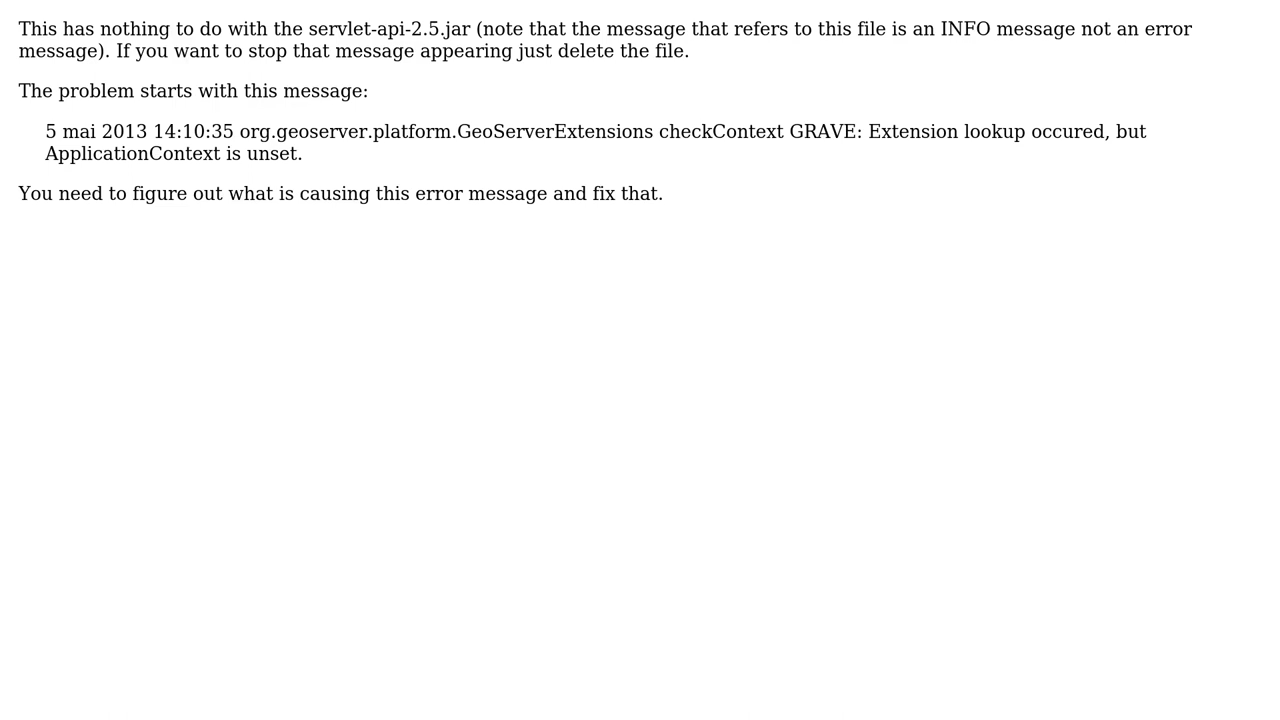 This has nothing to do with the servlet-api-2.5.jar (note that the message that refers to this file is an INFO message not an error
message). If you want to stop that message appearing just delete the file.
The problem starts with this message:
5 mai 2013 14:10:35 org.geoserver.platform.GeoServerExtensions checkContext GRAVE: Extension lookup occured, but
ApplicationContext is unset.
You need to figure out what is causing this error message and fix that.